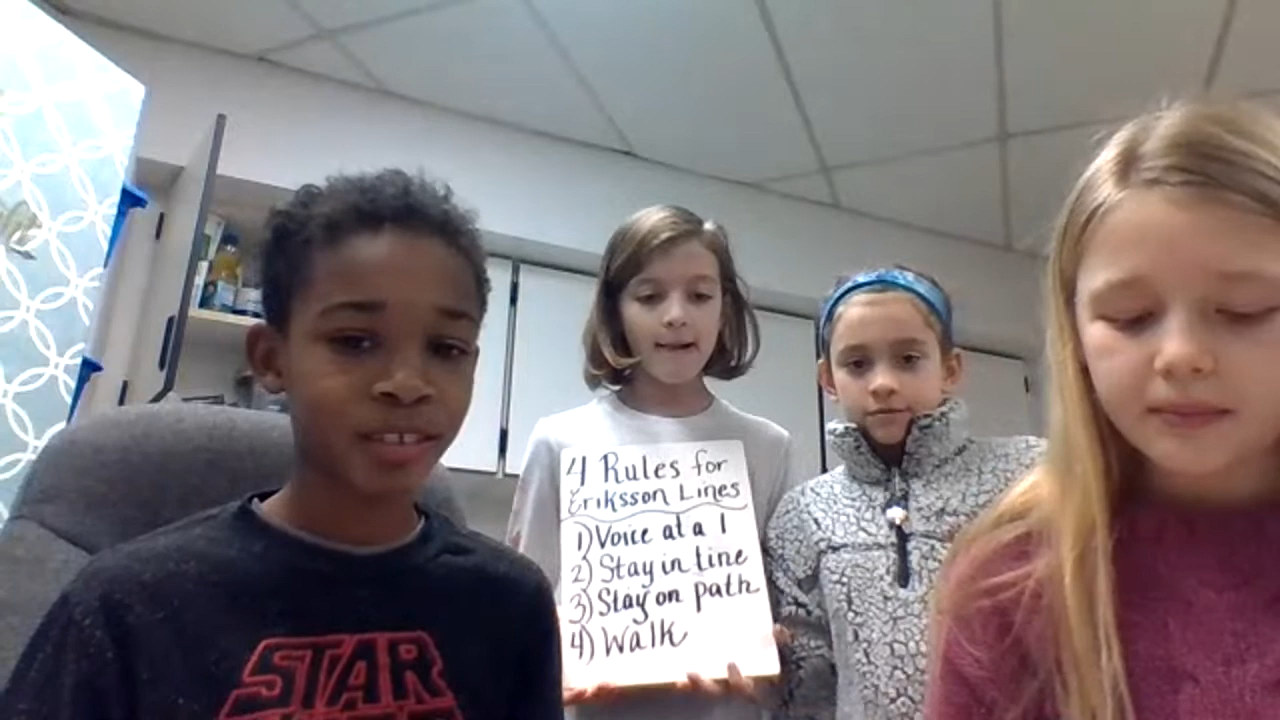 4 Rules for
Eriksson Lines
1) Voice at a 1
2) Stay in line
3) Stay on path
4) Walk
STAR